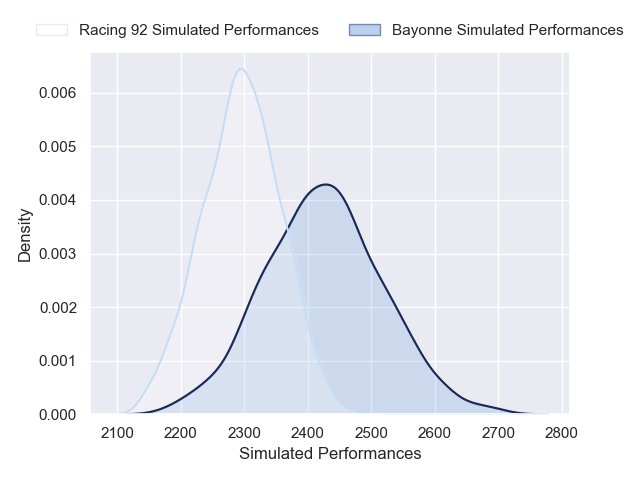 Racing 92 Simulated Performances
Bayonne Simulated Performances
0.006
0.005
0.004
0.003
0.002
0.001
0.000
Density
2100 2200 2300 2400 2500 2600 2700 2800
Simulated Performances